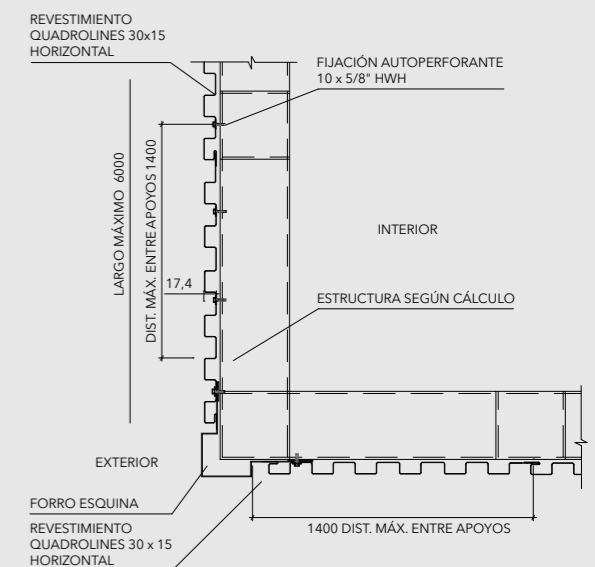 REVESTIMIENTO
QUADROLINES 30x15
HORIZONTAL
FIJACIÓN AUTOPERFORANTE
10 x 5/8" HWH
LARGO MÁXIMO 6000
DIST. MÁX. ENTRE APOYOS 1400
INTERIOR
17,4
ESTRUCTURA SEGÚN CÁLCULO
EXTERIOR
FORRO ESQUINA
REVESTIMIENTO
QUADROLINES 30 x 15
HORIZONTAL
1400 DIST. MÁX. ENTRE APOYOS